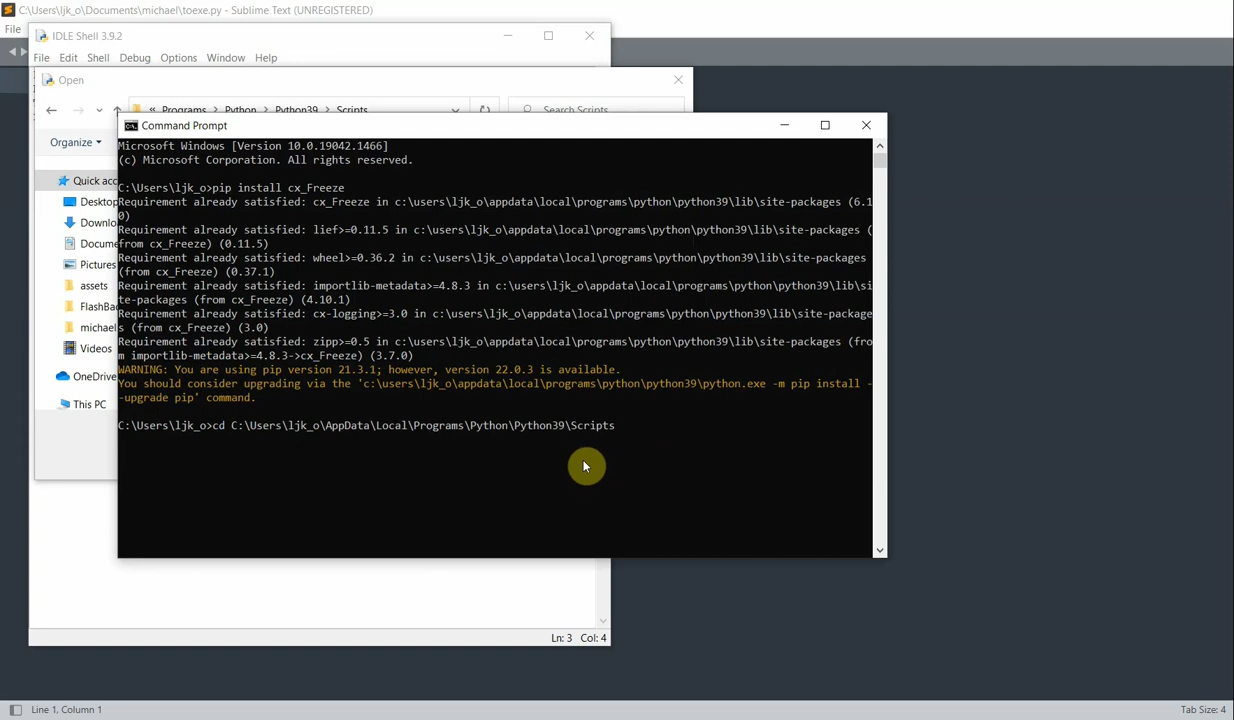 C:\Users\ljk_o\Documents\michael\toexe.py - Sublime Text (UNREGISTERED)
File
IDLE Shell 3.9.2
File Edit Shell Debug Options Window Help
Open
« Programs > Python > Python39 > Scripts
Search Scripts
Organize
Quick acc
Desktop
Downlo
Docume
Pictures
assets
FlashBa
michae
Videos
OneDrive
This PC
Command Prompt
Microsoft Windows [Version 10.0.19042.1466]
(c) Microsoft Corporation. All rights reserved.
C:\Users\ljk_o>pip install cx_Freeze
Requirement already satisfied: cx_Freeze in c:\users\ljk_o\appdata\local\programs\python\python39\lib\site-packages (6.1
0)
Requirement already satisfied: lief>=0.11.5 in c:\users\ljk_o\appdata\local\programs\python\python39\lib\site-packages (
from cx_Freeze) (0.11.5)
Requirement already satisfied: wheel>=0.36.2 in c:\users\ljk_o\appdata\local\programs\python\python39\lib\site-packages
(from cx_Freeze) (0.37.1)
Requirement already satisfied: importlib-metadata>=4.8.3 in c:\users\ljk_o\appdata\local\programs\python\python39\lib\si
te-packages (from cx_Freeze) (4.10.1)
Requirement already satisfied: cx-logging>=3.0 in c:\users\ljk_o\appdata\local\programs\python\python39\lib\site-package
s (from cx_Freeze) (3.0)
Requirement already satisfied: zipp>=0.5 in c:\users\ljk_o\appdata\local\programs\python\python39\lib\site-packages (fro
m importlib-metadata>=4.8.3->cx_Freeze) (3.7.0)
WARNING: You are using pip version 21.3.1; however, version 22.0.3 is available.
You should consider upgrading via the 'c:\users\ljk_o\appdata\local\programs\python\python39\python.exe -m pip install -
-upgrade pip' command.
C:\Users\ljk_o>cd C:\Users\ljk_o\AppData\Local\Programs\Python\Python39\Scripts
Ln: 3 Col: 4
Line 1, Column 1
Tab Size: 4